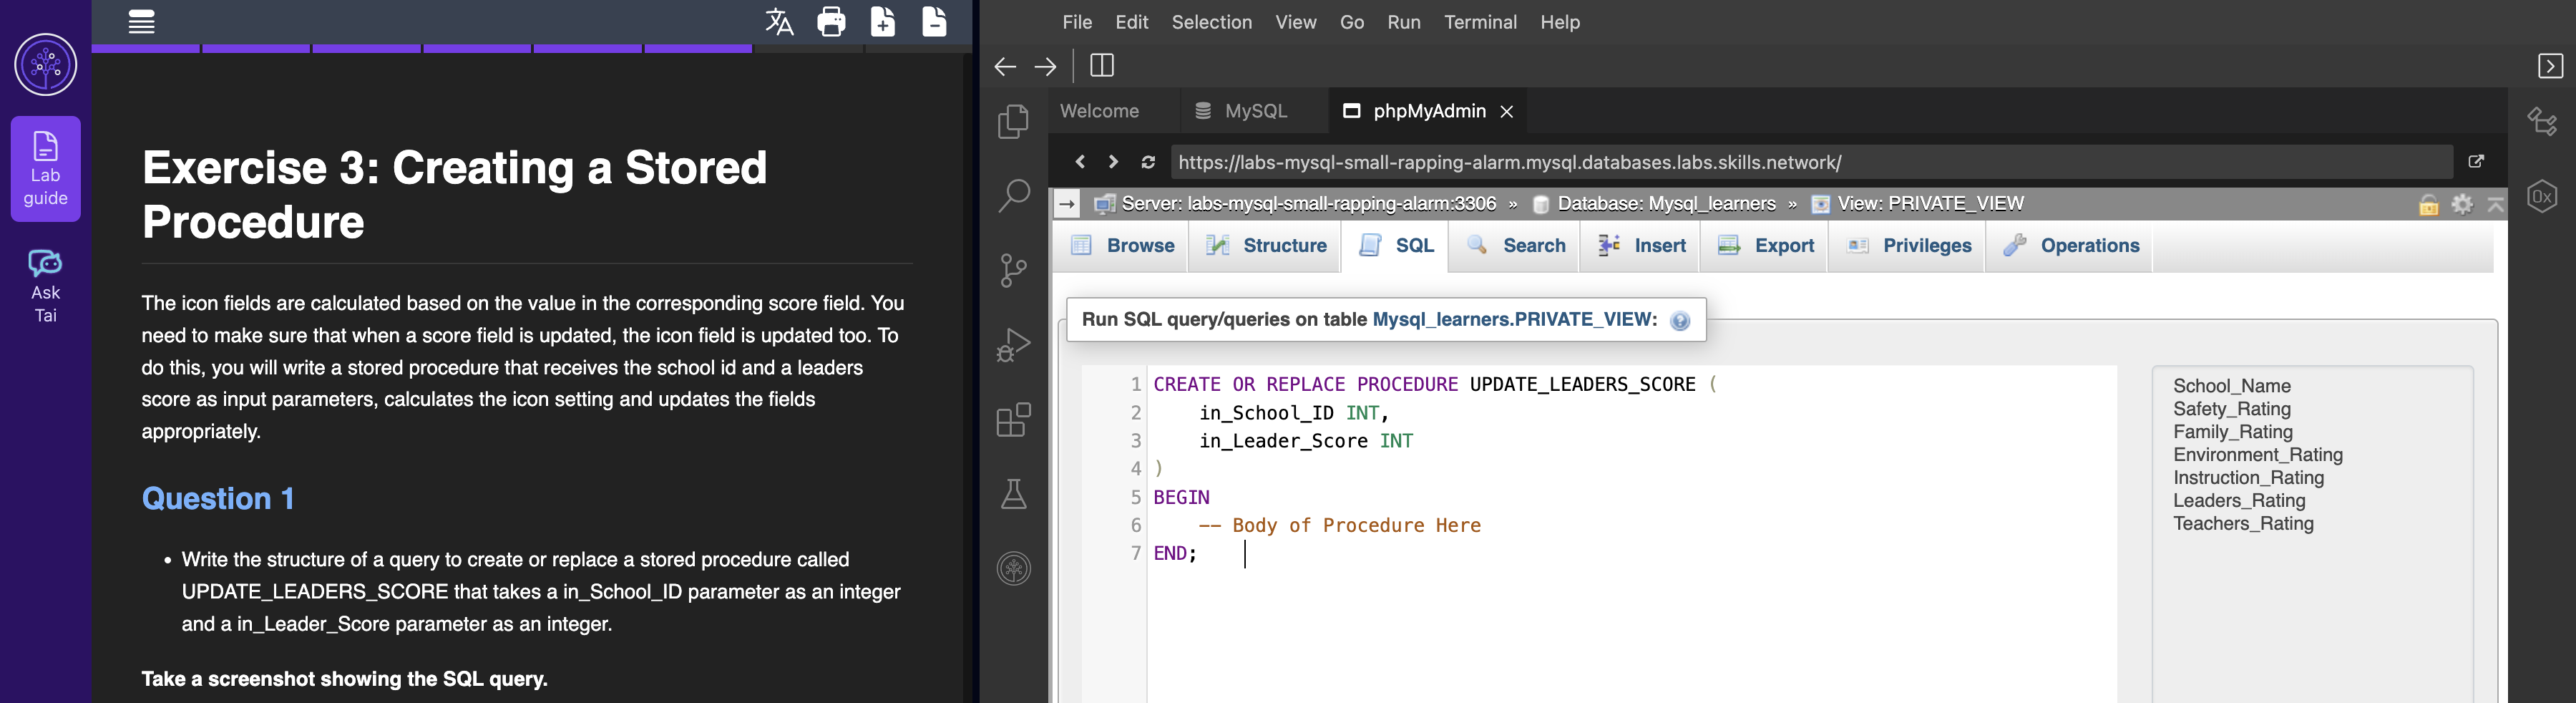 Lab
guide
Ask
Tai
Exercise 3: Creating a Stored
Procedure
The icon fields are calculated based on the value in the corresponding score field. You
need to make sure that when a score field is updated, the icon field is updated too. To
do this, you will write a stored procedure that receives the school id and a leaders
score as input parameters, calculates the icon setting and updates the fields
appropriately.
Question 1
• Write the structure of a query to create or replace a stored procedure called
UPDATE_LEADERS_SCORE that takes a in_School_ID parameter as an integer
and a in_Leader_Score parameter as an integer.
Take a screenshot showing the SQL query.
File Edit Selection View Go Run Terminal Help
Welcome MySQL phpMyAdmin
https://labs-mysql-small-rapping-alarm.mysql.databases.labs.skills.network/
Server: labs-mysql-small-rapping-alarm:3306 » Database: Mysql_learners » View: PRIVATE_VIEW
Browse Structure SQL Search Insert Export Privileges Operations
Run SQL query/queries on table Mysql_learners.PRIVATE_VIEW:
1 CREATE OR REPLACE PROCEDURE UPDATE_LEADERS_SCORE (
2 in_School_ID INT,
3 in_Leader_Score INT
4 )
5 BEGIN
6 -- Body of Procedure Here
7 END;
School_Name
Safety_Rating
Family_Rating
Environment_Rating
Instruction_Rating
Leaders_Rating
Teachers_Rating
0x